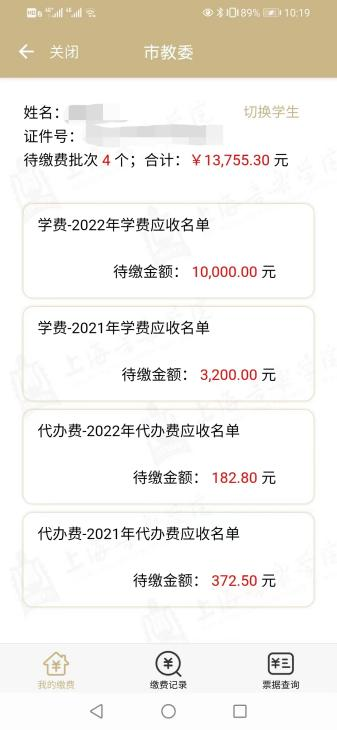 89% 10:19
关闭
市教委
姓名：
切换学生
证件号：
待缴费批次 4 个；合计：￥13,755.30 元
学费-2022年学费应收名单
待缴金额： 10,000.00 元
学费-2021年学费应收名单
待缴金额： 3,200.00 元
代办费-2022年代办费应收名单
待缴金额： 182.80 元
代办费-2021年代办费应收名单
待缴金额： 372.50 元
我的缴费
缴费记录
票据查询